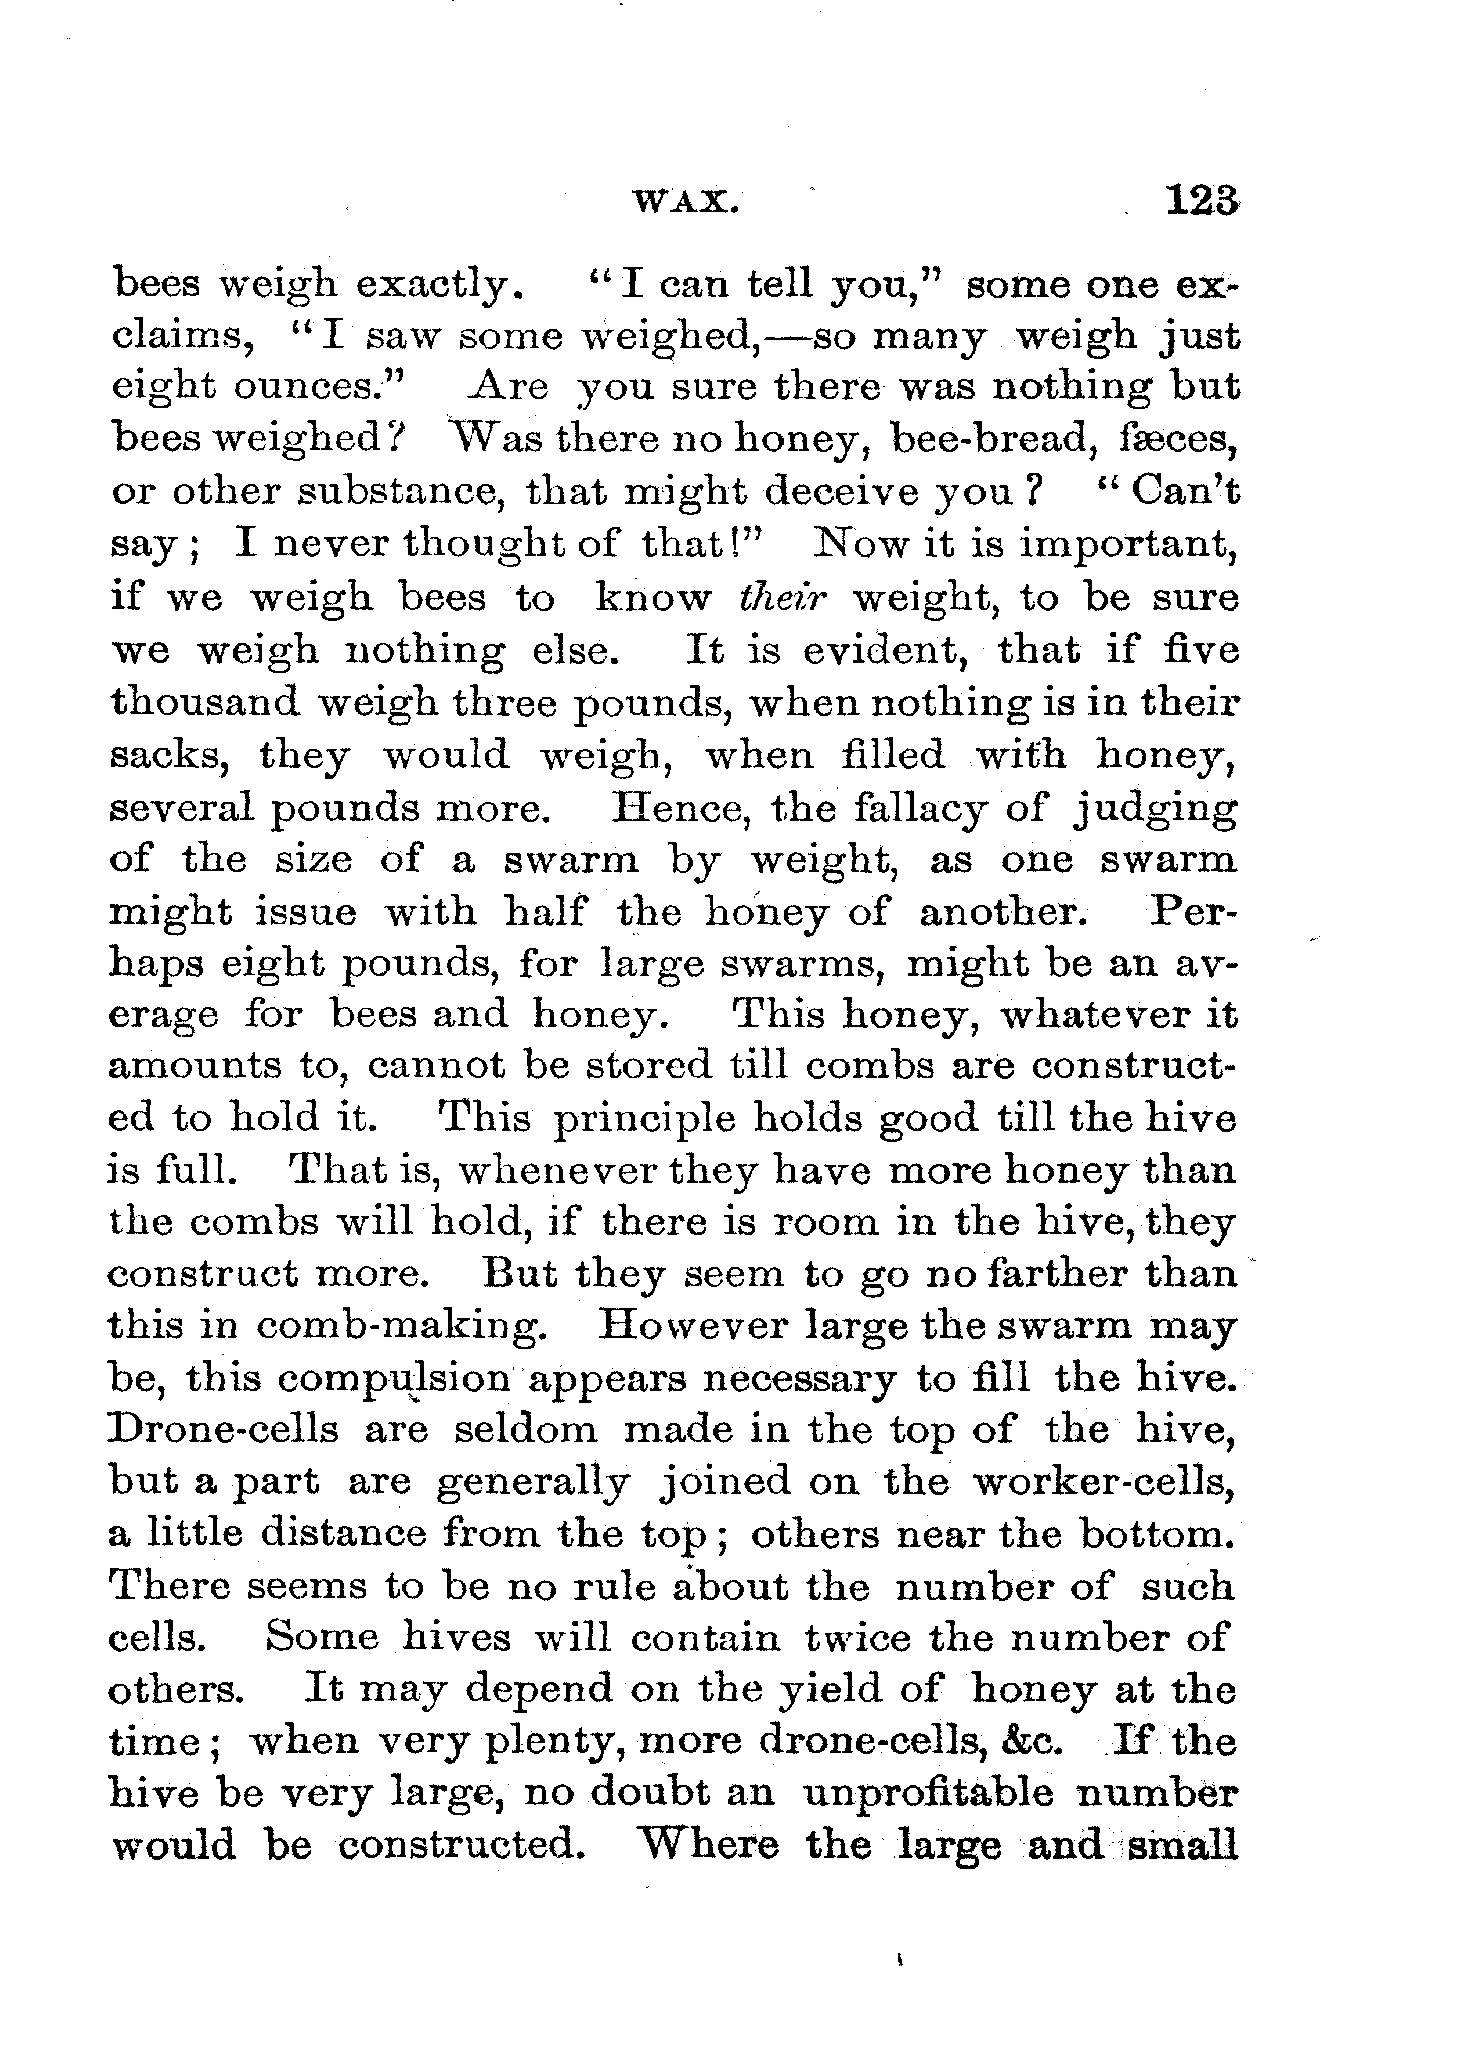 WAX. 123
bees weigh exactly. "I can tell you," some one ex-
claims, "I saw some weighed,—so many weigh just
eight ounces." Are you sure there was nothing but
bees weighed? Was there no honey, bee-bread, fæces,
or other substance, that might deceive you? "Can't
say; I never thought of that!" Now it is important,
if we weigh bees to know their weight, to be sure
we weigh nothing else. It is evident, that if five
thousand weigh three pounds, when nothing is in their
sacks, they would weigh, when filled with honey,
several pounds more. Hence, the fallacy of judging
of the size of a swarm by weight, as one swarm
might issue with half the honey of another. Per-
haps eight pounds, for large swarms, might be an av-
erage for bees and honey. This honey, whatever it
amounts to, cannot be stored till combs are construct-
ed to hold it. This principle holds good till the hive
is full. That is, whenever they have more honey than
the combs will hold, if there is room in the hive, they
construct more. But they seem to go no farther than
this in comb-making. However large the swarm may
be, this compulsion appears necessary to fill the hive.
Drone-cells are seldom made in the top of the hive,
but a part are generally joined on the worker-cells,
a little distance from the top; others near the bottom.
There seems to be no rule about the number of such
cells. Some hives will contain twice the number of
others. It may depend on the yield of honey at the
time; when very plenty, more drone-cells, &c. If the
hive be very large, no doubt an unprofitable number
would be constructed. Where the large and small